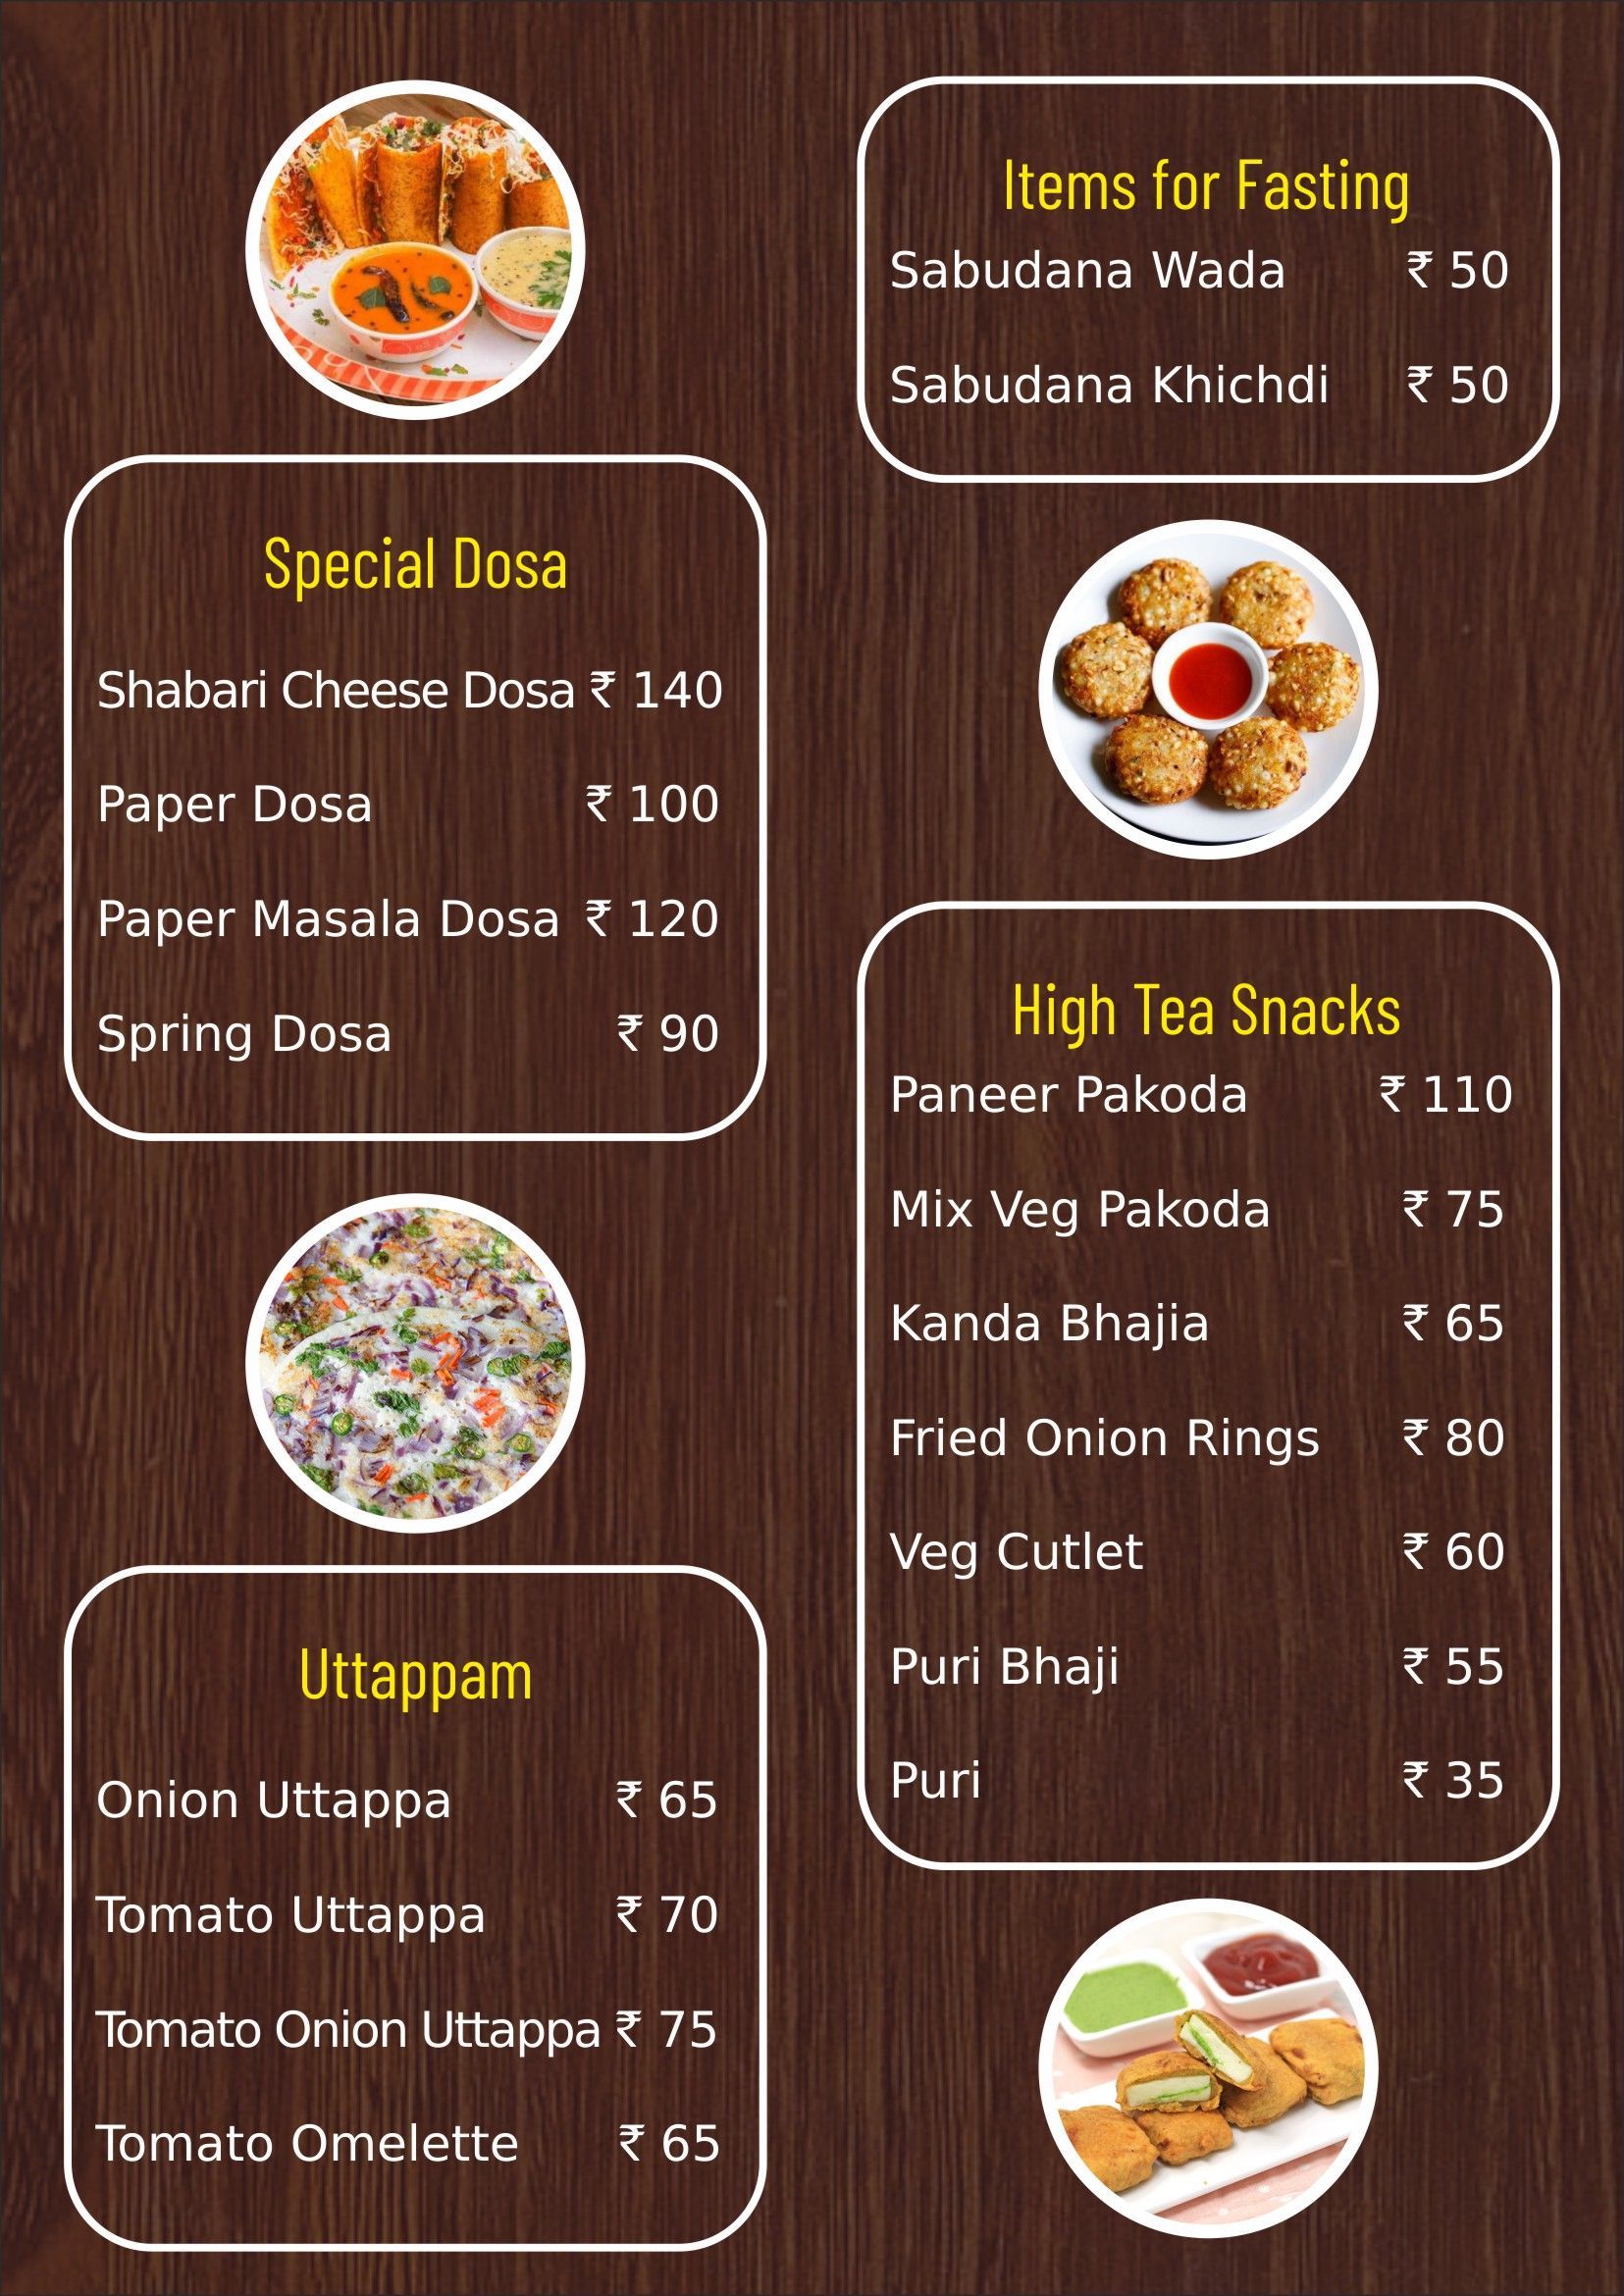 Special Dosa
Shabari Cheese Dosa ₹ 140
Paper Dosa ₹ 100
Paper Masala Dosa ₹ 120
Spring Dosa ₹ 90
Uttappam
Onion Uttappa ₹ 65
Tomato Uttappa ₹ 70
Tomato Onion Uttappa ₹ 75
Tomato Omelette ₹ 65
Items for Fasting
Sabudana Wada ₹ 50
Sabudana Khichdi ₹ 50
High Tea Snacks
Paneer Pakoda ₹ 110
Mix Veg Pakoda ₹ 75
Kanda Bhajia ₹ 65
Fried Onion Rings ₹ 80
Veg Cutlet ₹ 60
Puri Bhaji ₹ 55
Puri ₹ 35